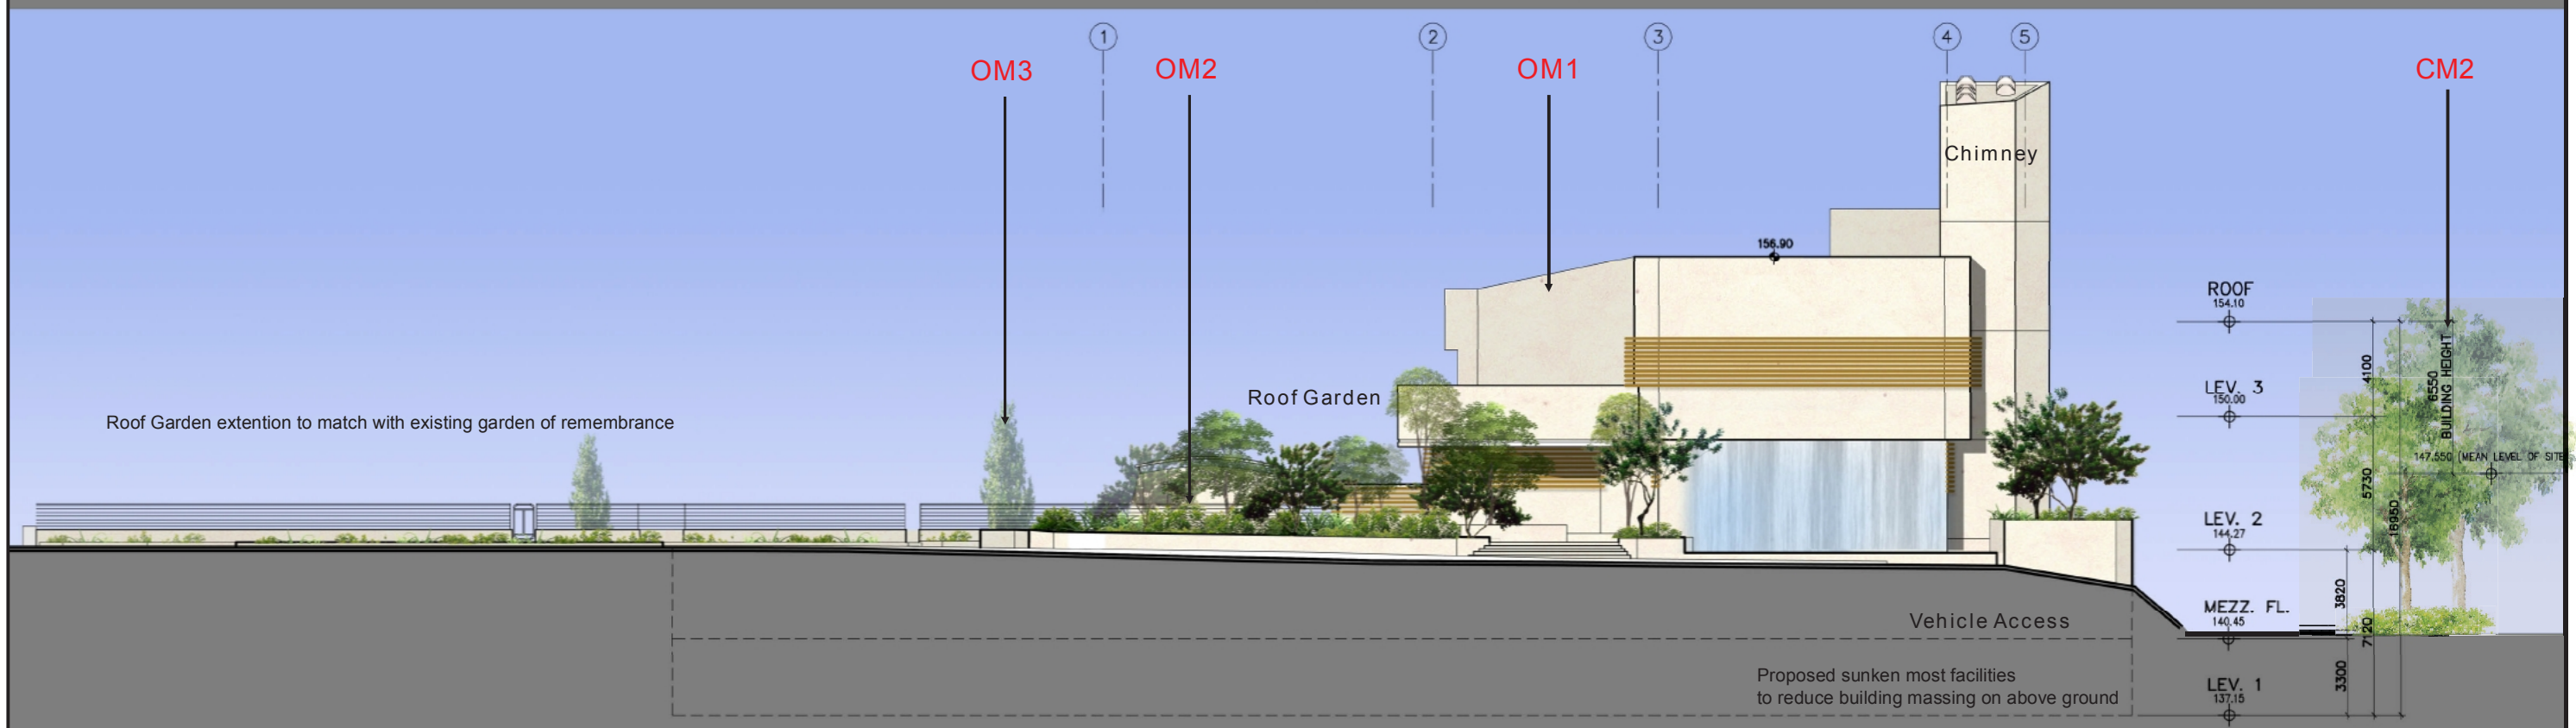 1
2
3
4
5
OM3
OM2
OM1
CM2
Chimney
156.90
ROOF
154.10
Roof Garden
Roof Garden extention to match with existing garden of remembrance
LEV. 3
150.00
4100
6550
BUILDING HEIGHT
147.550 (MEAN LEVEL OF SITE
5730
16950
LEV. 2
144.27
Vehicle Access
MEZZ. FL.
140.45
3820
7120
Proposed sunken most facilities
to reduce building massing on above ground
LEV. 1
137.15
3300